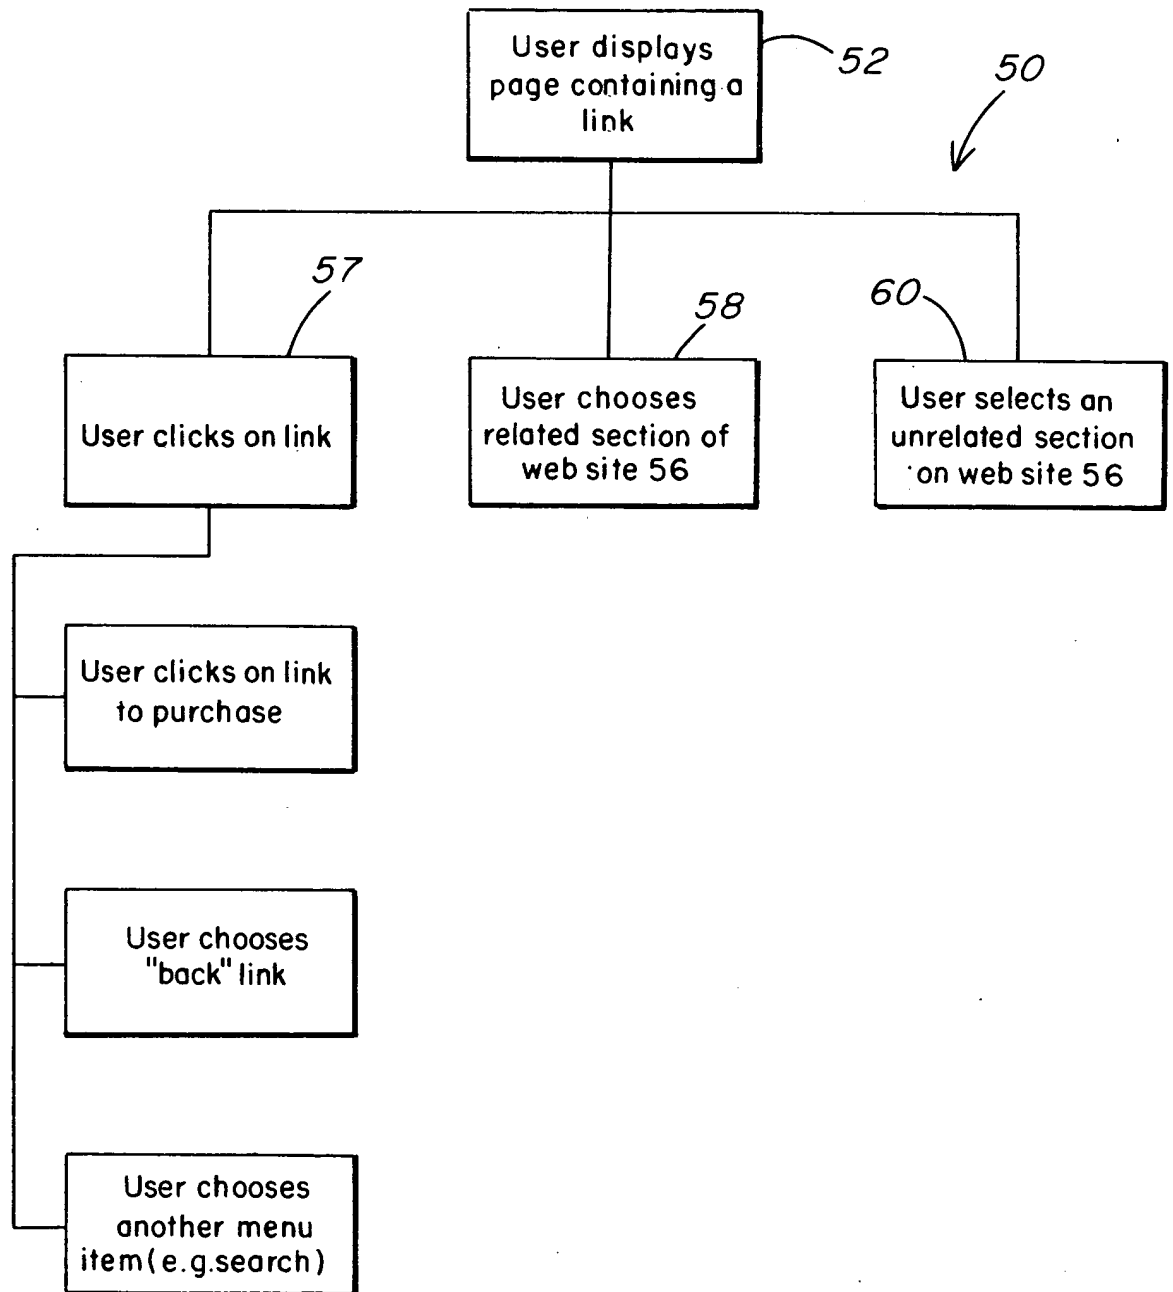 User displays
page containing a
link
52
50
57
58
60
User clicks on link
User chooses
related section of
web site 56
User selects an
unrelated section
on web site 56
User clicks on link
to purchase
User chooses
"back" link
User chooses
another menu
item(e.g.search)